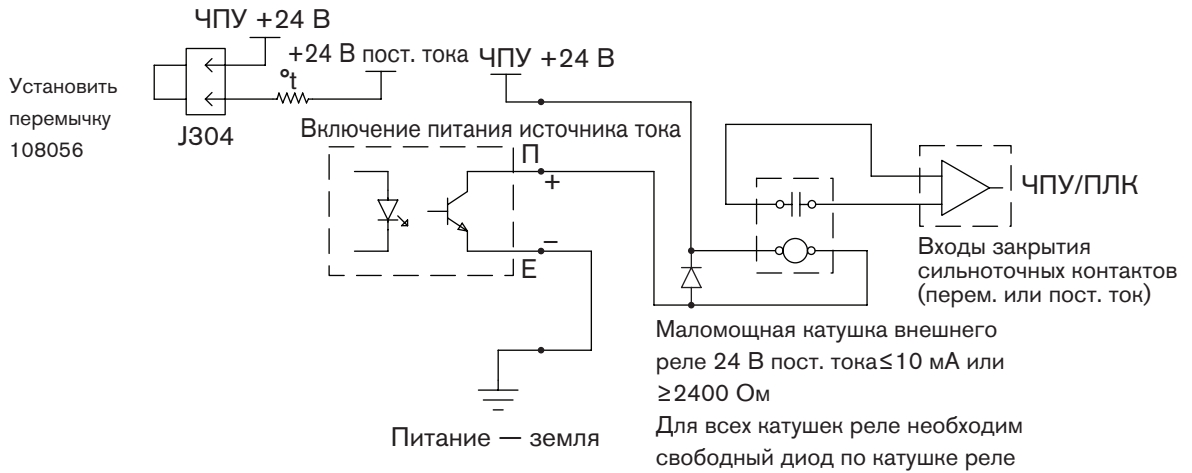 ЧПУ +24 В
+24 В пост. тока
ЧПУ +24 В
Установить
перемычку
108056
°t
J304
Включение питания источника тока
П
+
−
Е
ЧПУ/ПЛК
Входы закрытия
сильноточных контактов
(перем. или пост. ток)
Маломощная катушка внешнего
реле 24 В пост. тока≤10 мА или
≥2400 Ом
Для всех катушек реле необходим
свободный диод по катушке реле
Питание — земля